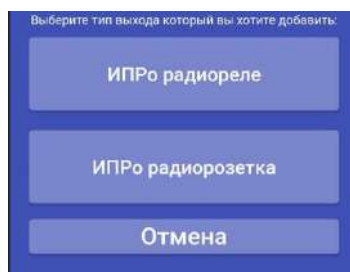 Выберите тип выхода который вы хотите добавить:
ИПРо радиореле
ИПРо радиорозетка
Отмена